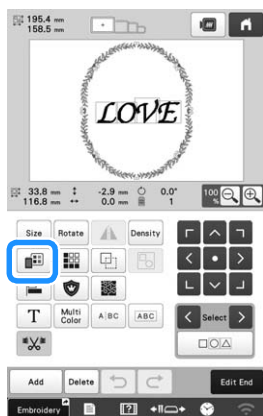 195.4 mm
158.5 mm
LOVE
33.8 mm ↕ -2.9 mm 0.0°
116.8 mm ↔ 0.0 mm 1
100 %
Size Rotate Density
T Multi Color A|BC ABC
Select
Add Delete Edit End
Embroidery